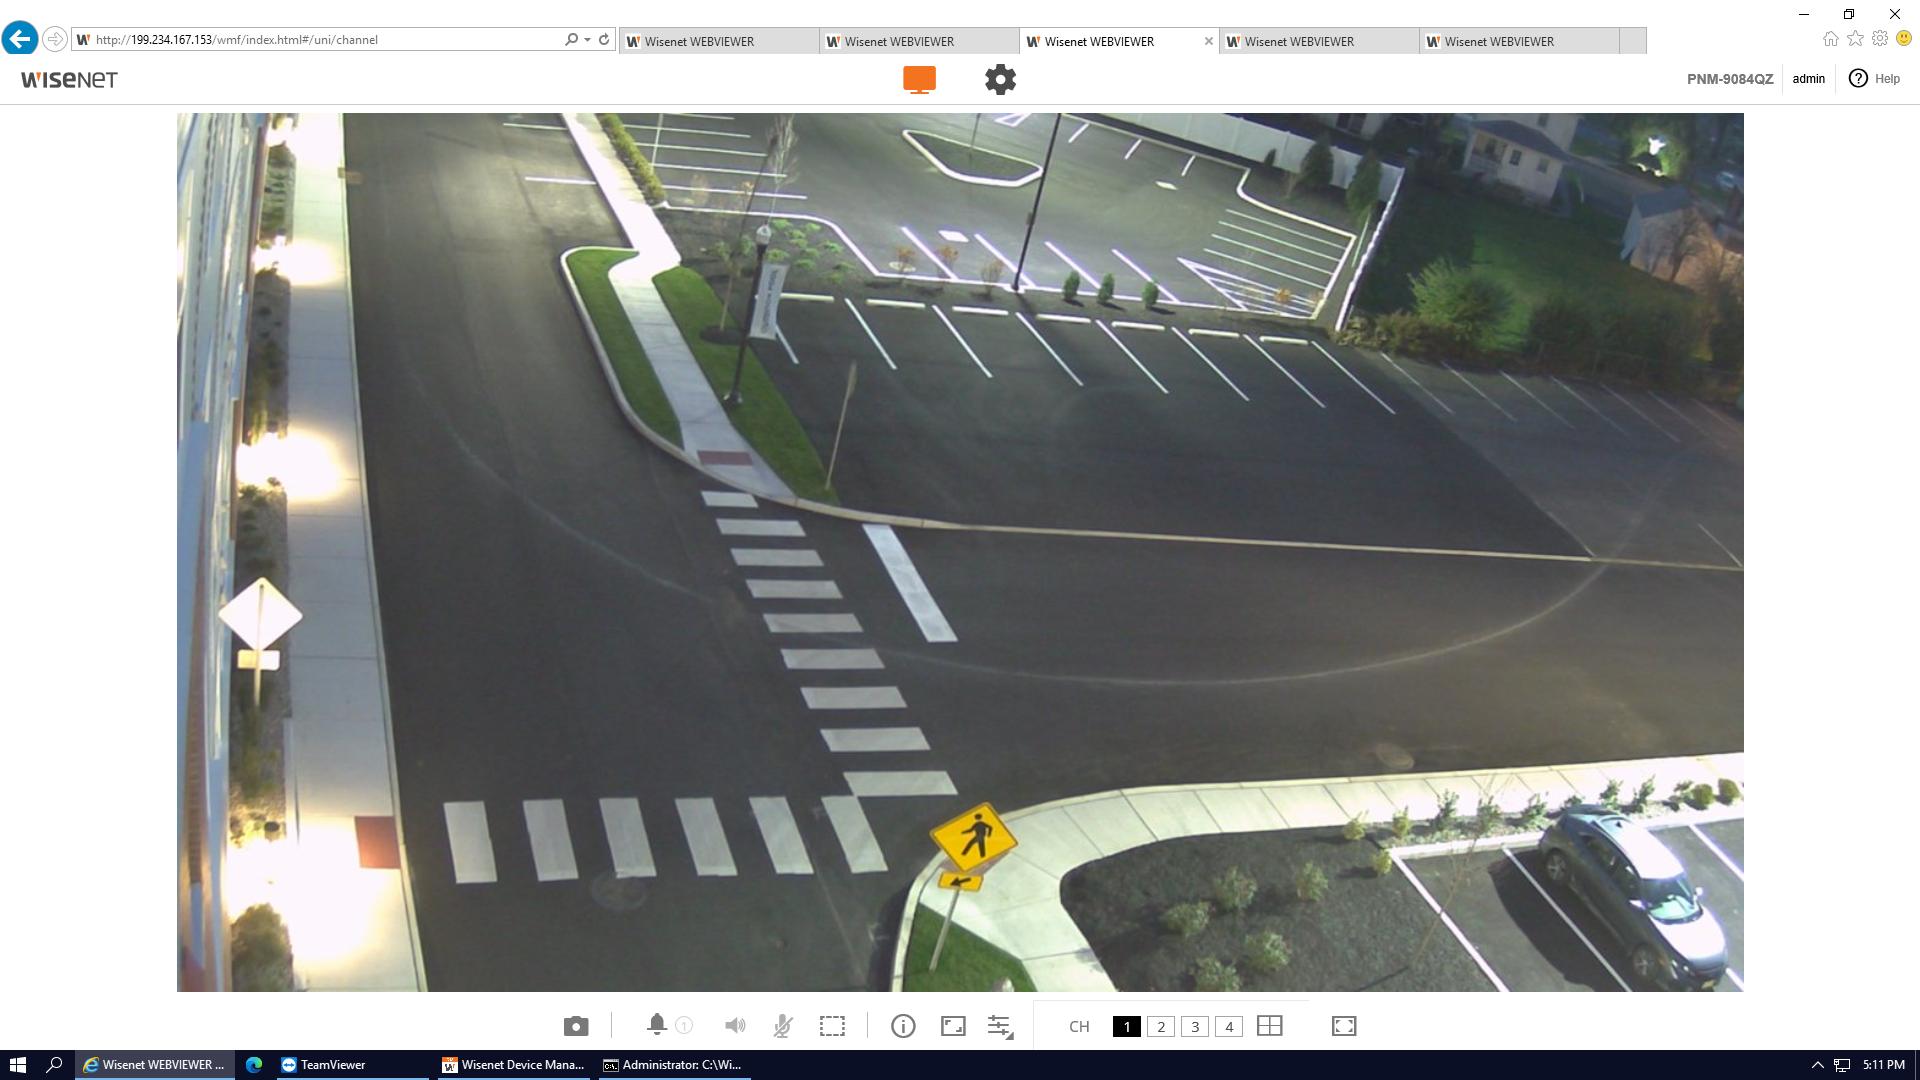 http://199.234.167.153/wmf/index.html#/uni/channel
Wisenet WEBVIEWER
Wisenet WEBVIEWER
Wisenet WEBVIEWER
Wisenet WEBVIEWER
Wisenet WEBVIEWER
WISENET
PNM-9084QZ
admin
? Help
1
CH
1
2
3
4
Wisenet WEBVIEWER ...
TeamViewer
Wisenet Device Mana...
Administrator: C:\Wi...
5:11 PM